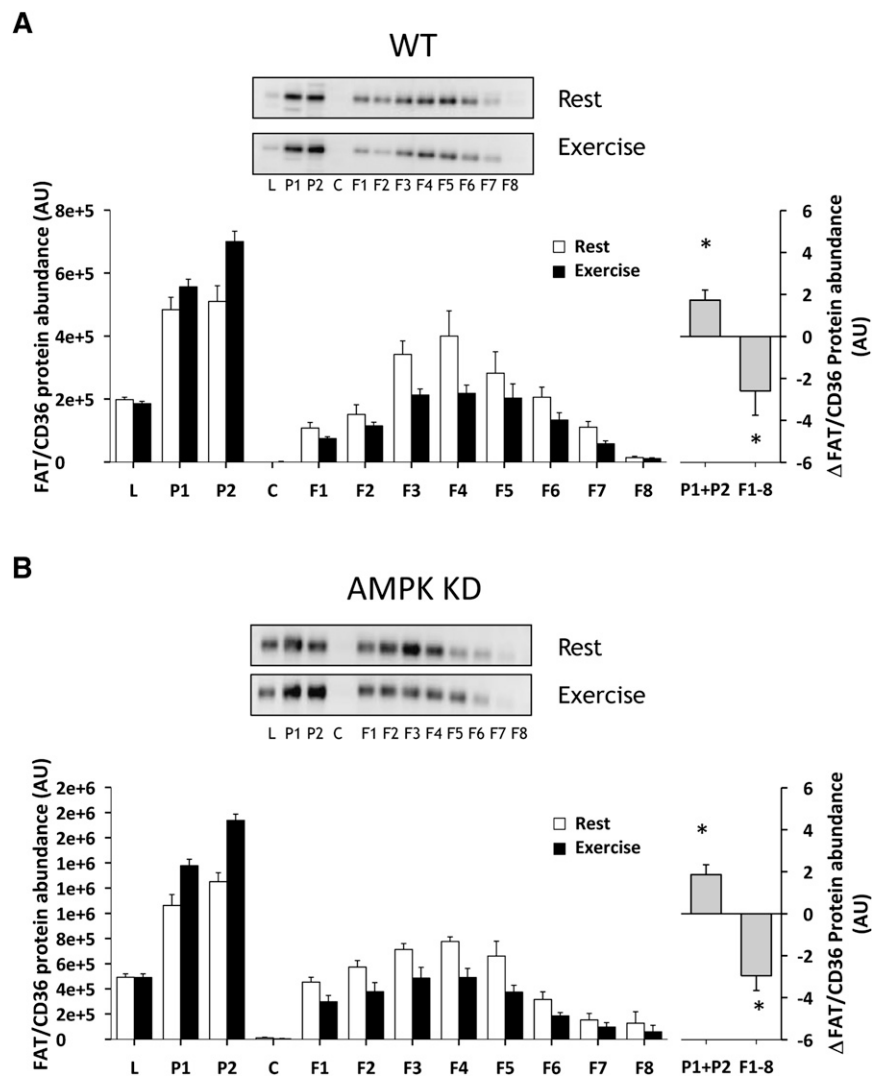 A
WT
Rest
Exercise
L P1 P2 C F1 F2 F3 F4 F5 F6 F7 F8
FAT/CD36 protein abundance (AU)
8e+5
6e+5
4e+5
2e+5
0
Rest
Exercise
*
*
6
4
2
0
-2
-4
-6
Δ FAT/CD36 Protein abundance
(AU)
L P1 P2 C F1 F2 F3 F4 F5 F6 F7 F8 P1+P2 F1-8
B
AMPK KD
Rest
Exercise
L P1 P2 C F1 F2 F3 F4 F5 F6 F7 F8
FAT/CD36 protein abundance (AU)
2e+6
2e+6
2e+6
1e+6
1e+6
1e+6
8e+5
6e+5
4e+5
2e+5
0
Rest
Exercise
*
*
6
4
2
0
-2
-4
-6
Δ FAT/CD36 Protein abundance
(AU)
L P1 P2 C F1 F2 F3 F4 F5 F6 F7 F8 P1+P2 F1-8